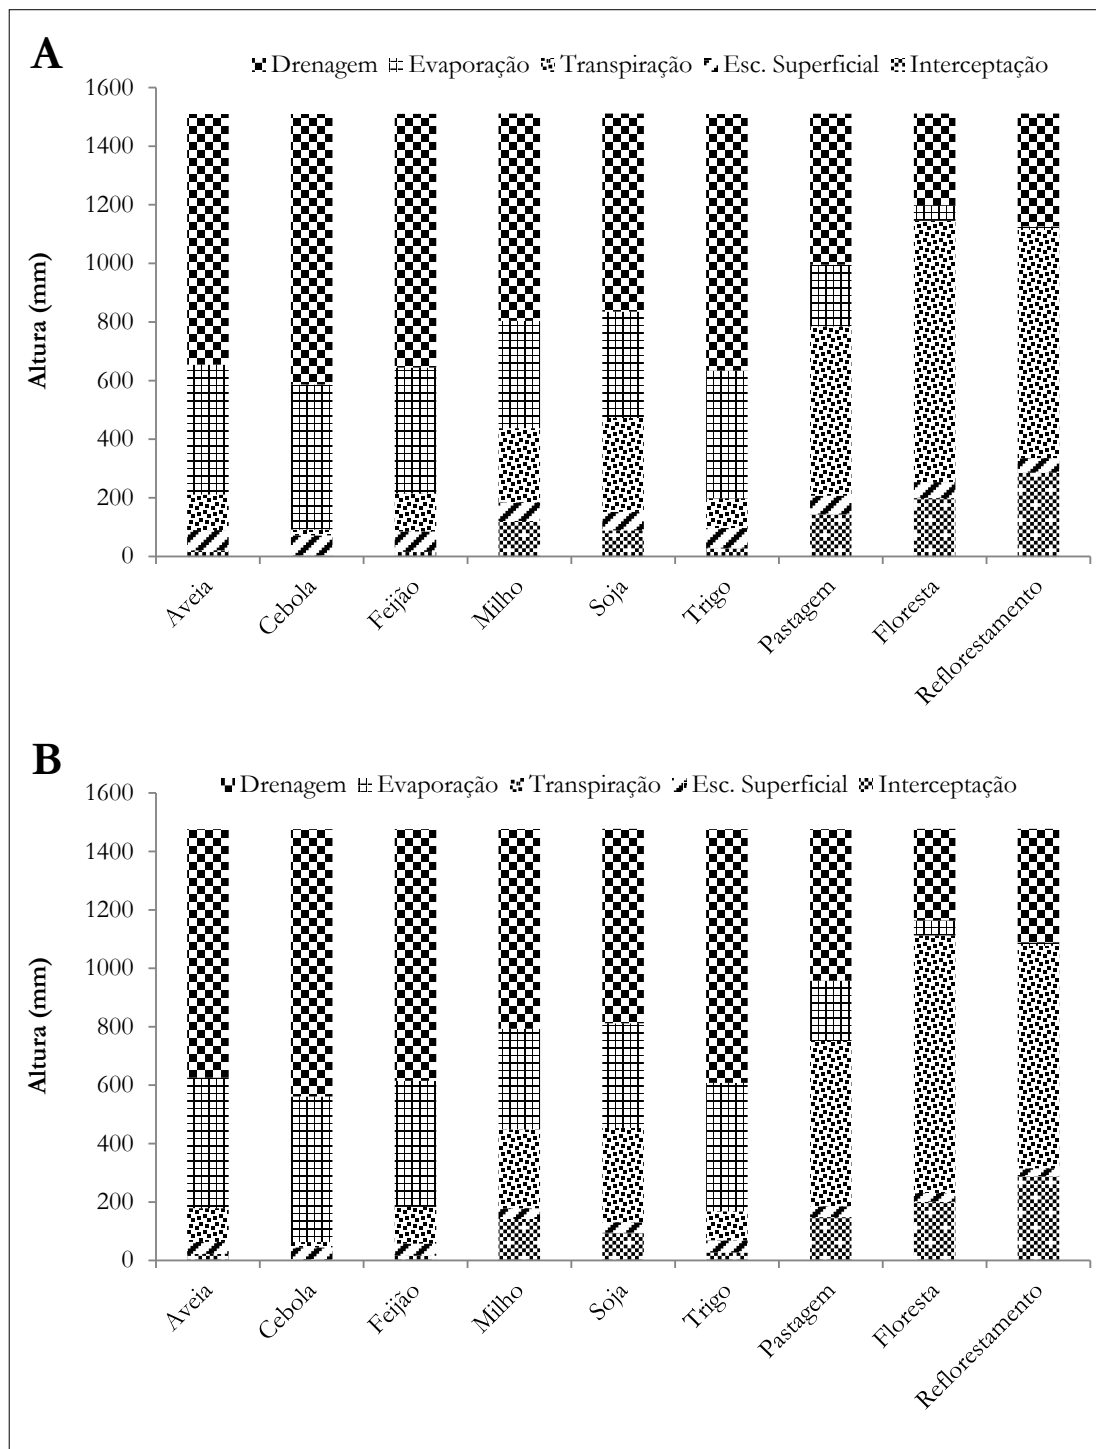 A
Drenagem Evaporação Transpiração Esc. Superficial Interceptação
1600
1400
1200
1000
800
600
400
200
0
Altura (mm)
Aveia
Cebola
Feijão
Milho
Soja
Trigo
Pastagem
Floresta
Reflorestamento
B
Drenagem Evaporação Transpiração Esc. Superficial Interceptação
1600
1400
1200
1000
800
600
400
200
0
Altura (mm)
Aveia
Cebola
Feijão
Milho
Soja
Trigo
Pastagem
Floresta
Reflorestamento